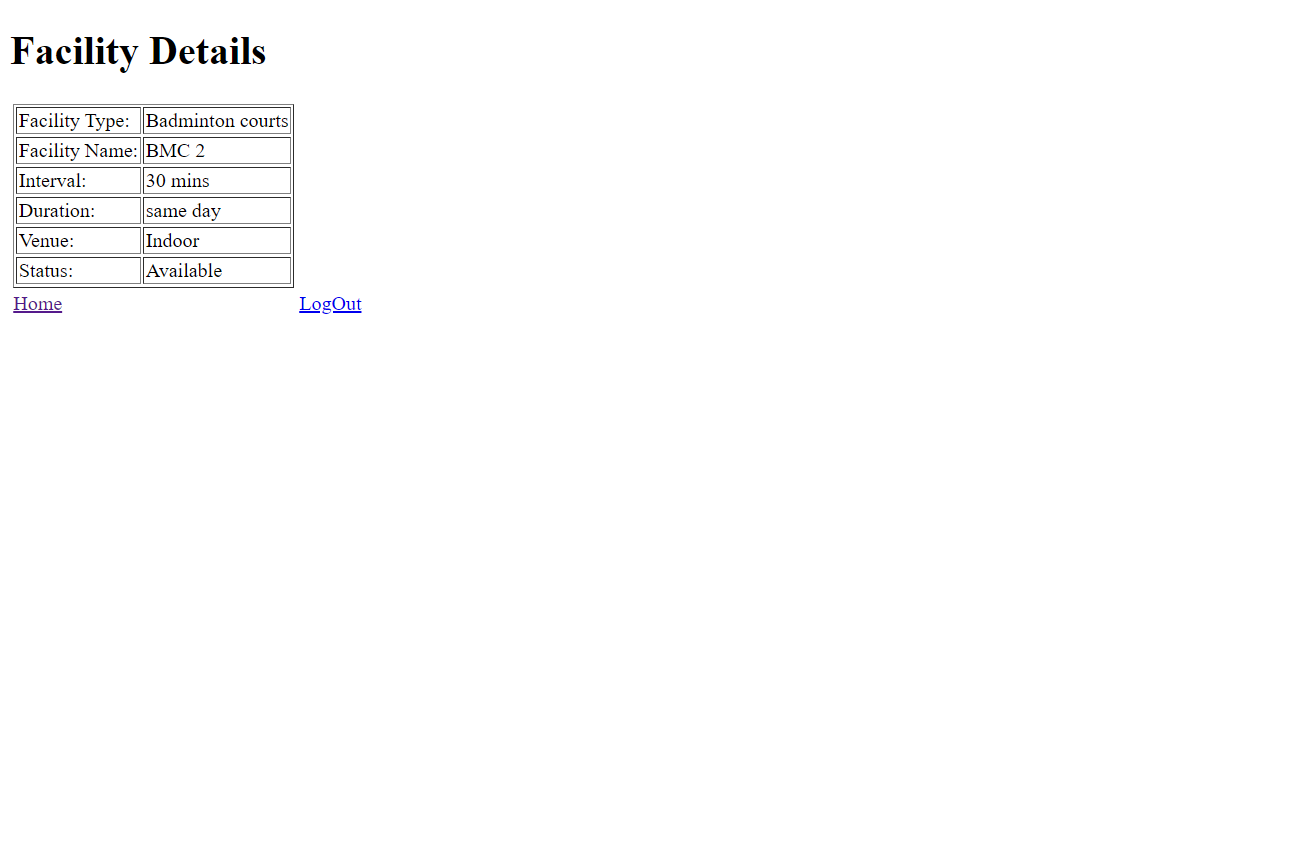 Facility Details
Facility Type: Badminton courts
Facility Name: BMC 2
Interval: 30 mins
Duration: same day
Venue: Indoor
Status: Available
Home LogOut